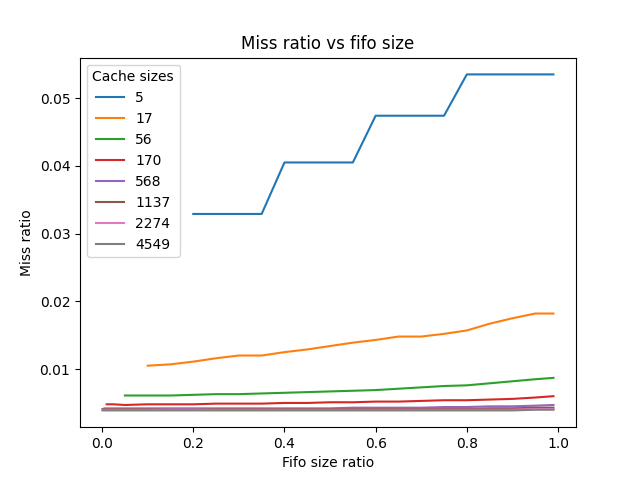 Miss ratio vs fifo size
Cache sizes
5
17
56
170
568
1137
2274
4549
0.05
0.04
0.03
0.02
0.01
Miss ratio
0.0 0.2 0.4 0.6 0.8 1.0
Fifo size ratio